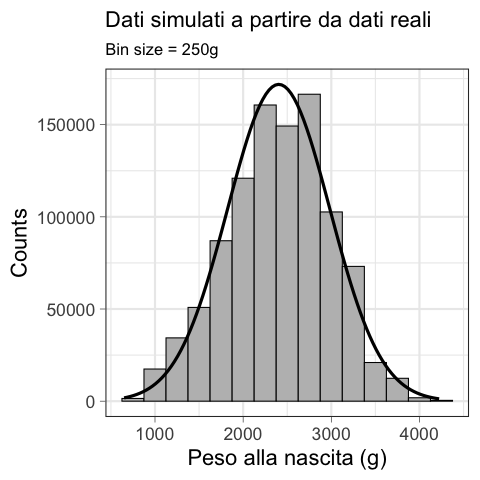 Dati simulati a partire da dati reali
Bin size = 250g
150000
100000
50000
0
Counts
1000 2000 3000 4000
Peso alla nascita (g)